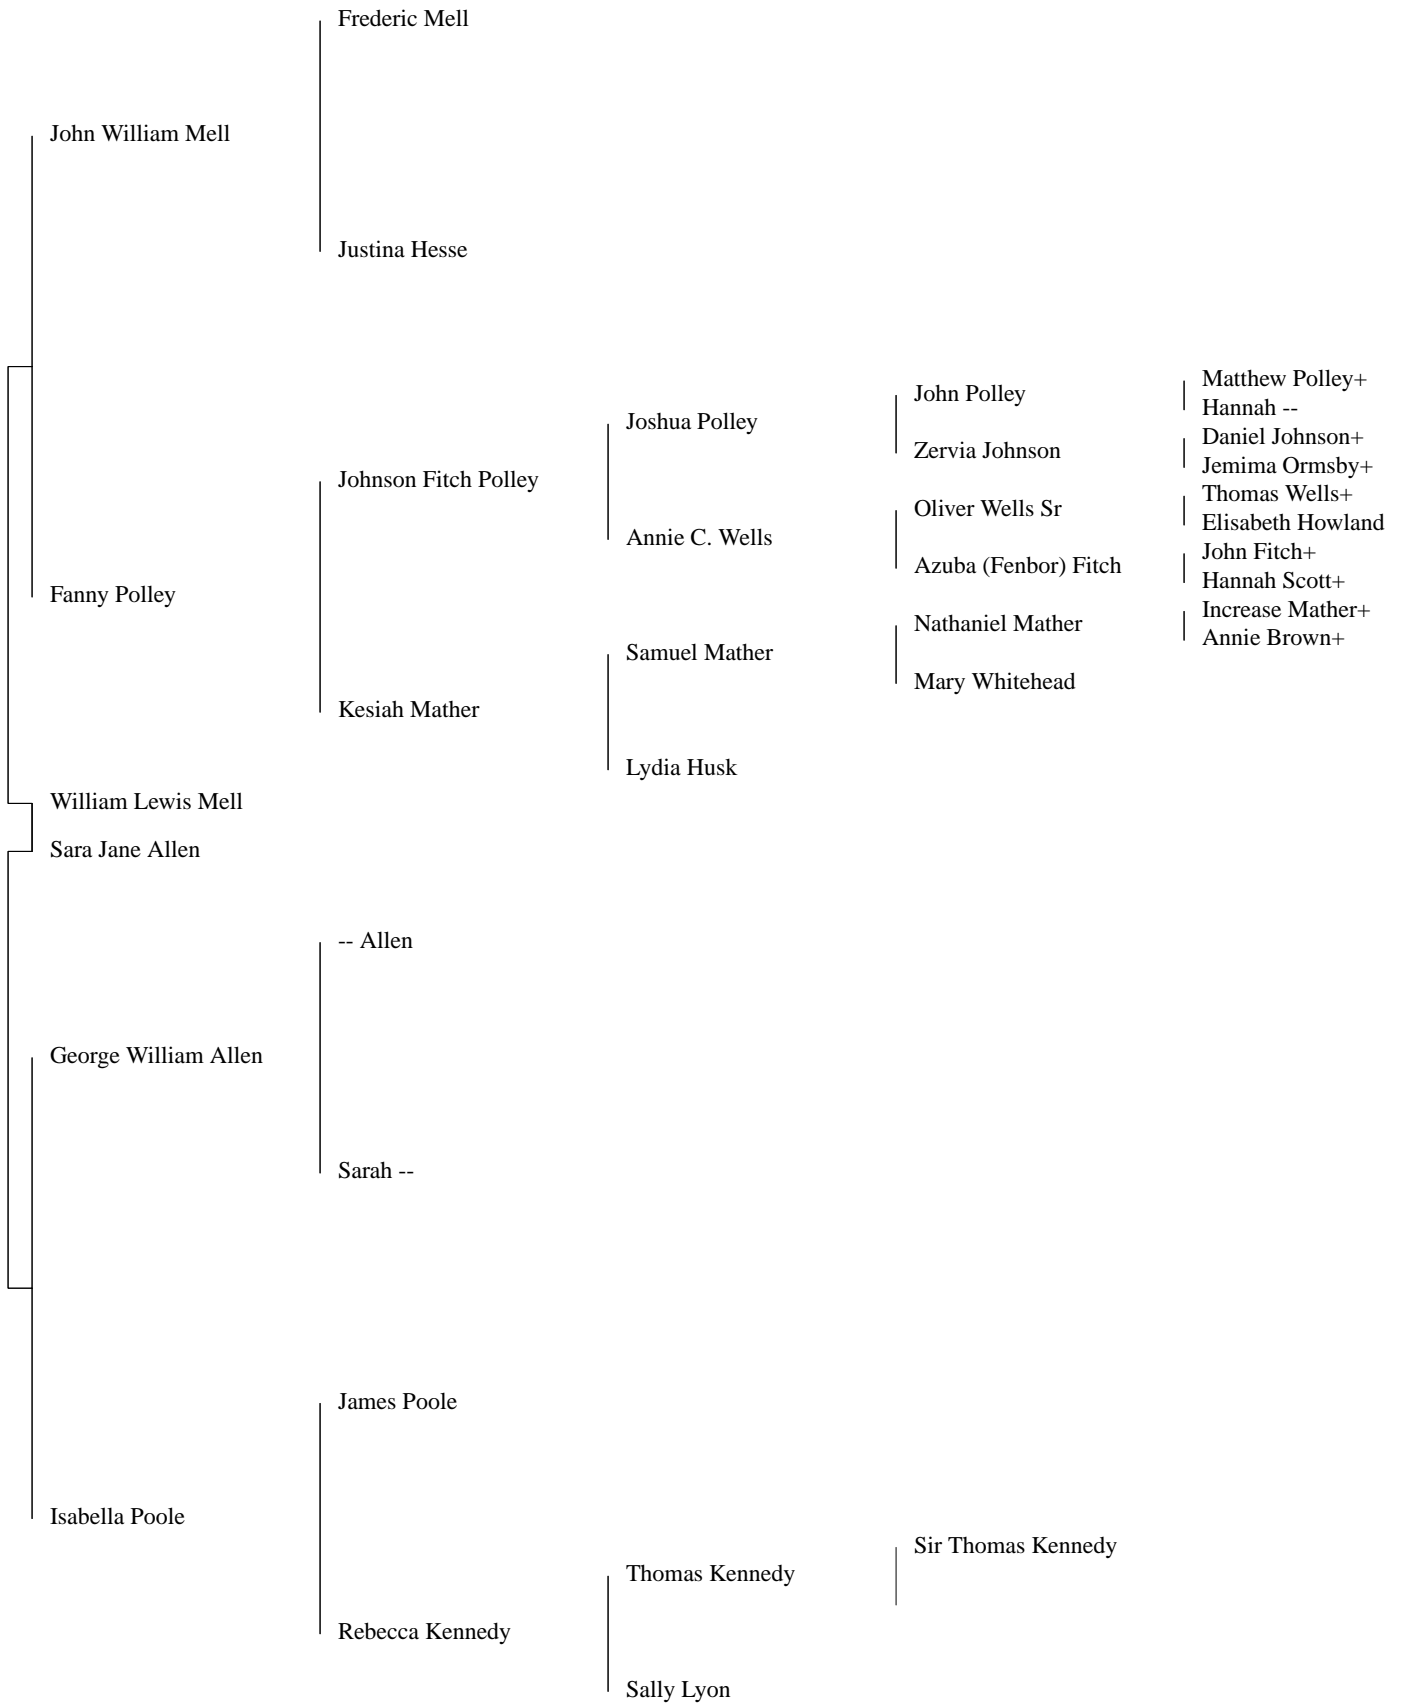 Frederic Mell
John William Mell
Justina Hesse
Matthew Polley+
John Polley
Hannah --
Joshua Polley
Daniel Johnson+
Zervia Johnson
Jemima Ormsby+
Johnson Fitch Polley
Thomas Wells+
Oliver Wells Sr
Elisabeth Howland
Annie C. Wells
John Fitch+
Azuba (Fenbor) Fitch
Hannah Scott+
Fanny Polley
Increase Mather+
Nathaniel Mather
Annie Brown+
Samuel Mather
Mary Whitehead
Kesiah Mather
Lydia Husk
William Lewis Mell
Sara Jane Allen
-- Allen
George William Allen
Sarah --
James Poole
Isabella Poole
Sir Thomas Kennedy
Thomas Kennedy
Rebecca Kennedy
Sally Lyon